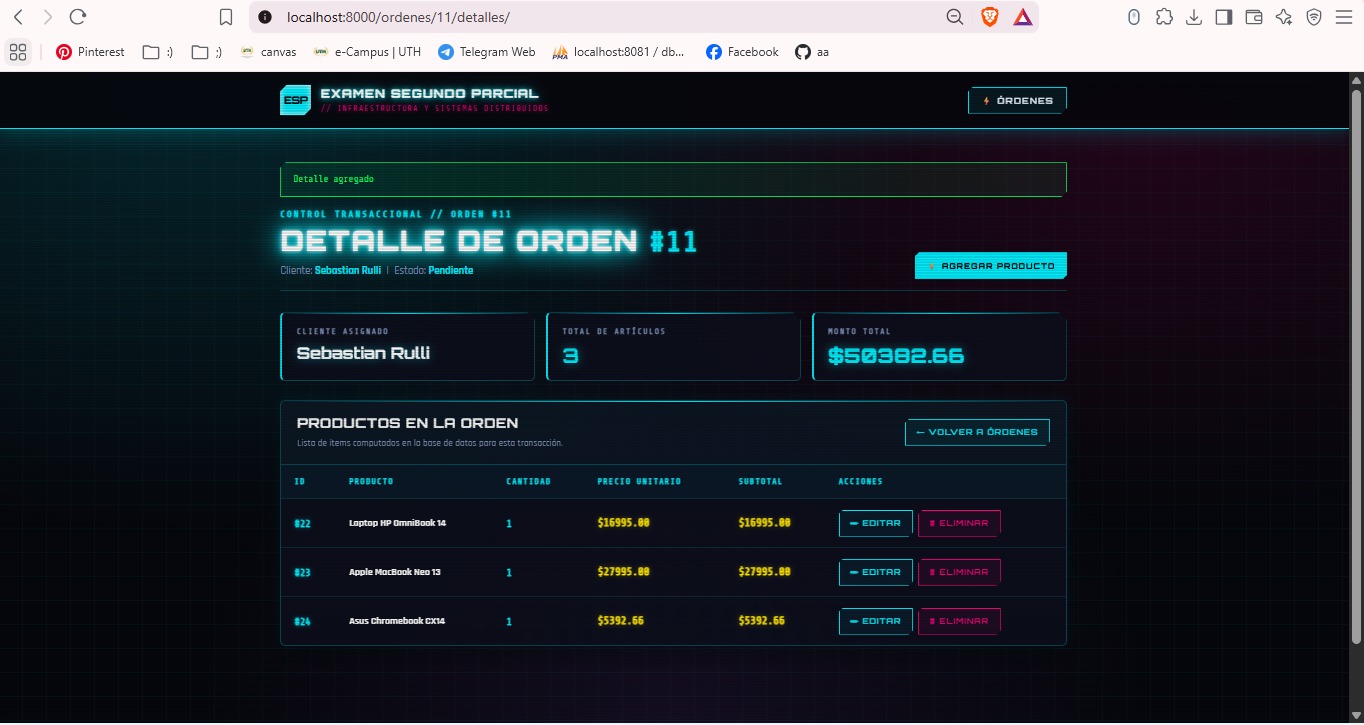 localhost:8000/ordenes/11/detalles/
Pinterest
:)
;)
canvas
e-Campus | UTH
Telegram Web
localhost:8081 / db...
Facebook
aa
ESP
EXAMEN SEGUNDO PARCIAL
// INFRAESTRUCTURA Y SISTEMAS DISTRIBUIDOS
ÓRDENES
Detalle agregado
CONTROL TRANSACCIONAL // ORDEN #11
DETALLE DE ORDEN #11
Cliente: Sebastian Rulli | Estado: Pendiente
AGREGAR PRODUCTO
CLIENTE ASIGNADO
Sebastian Rulli
TOTAL DE ARTÍCULOS
3
MONTO TOTAL
$50382.66
PRODUCTOS EN LA ORDEN
Lista de ítems computados en la base de datos para esta transacción.
← VOLVER A ÓRDENES
ID PRODUCTO CANTIDAD PRECIO UNITARIO SUBTOTAL ACCIONES
#22 Laptop HP OmniBook 14 1 $16995.00 $16995.00 EDITAR ELIMINAR
#23 Apple MacBook Neo 13 1 $27995.00 $27995.00 EDITAR ELIMINAR
#24 Asus Chromebook CX14 1 $5392.66 $5392.66 EDITAR ELIMINAR